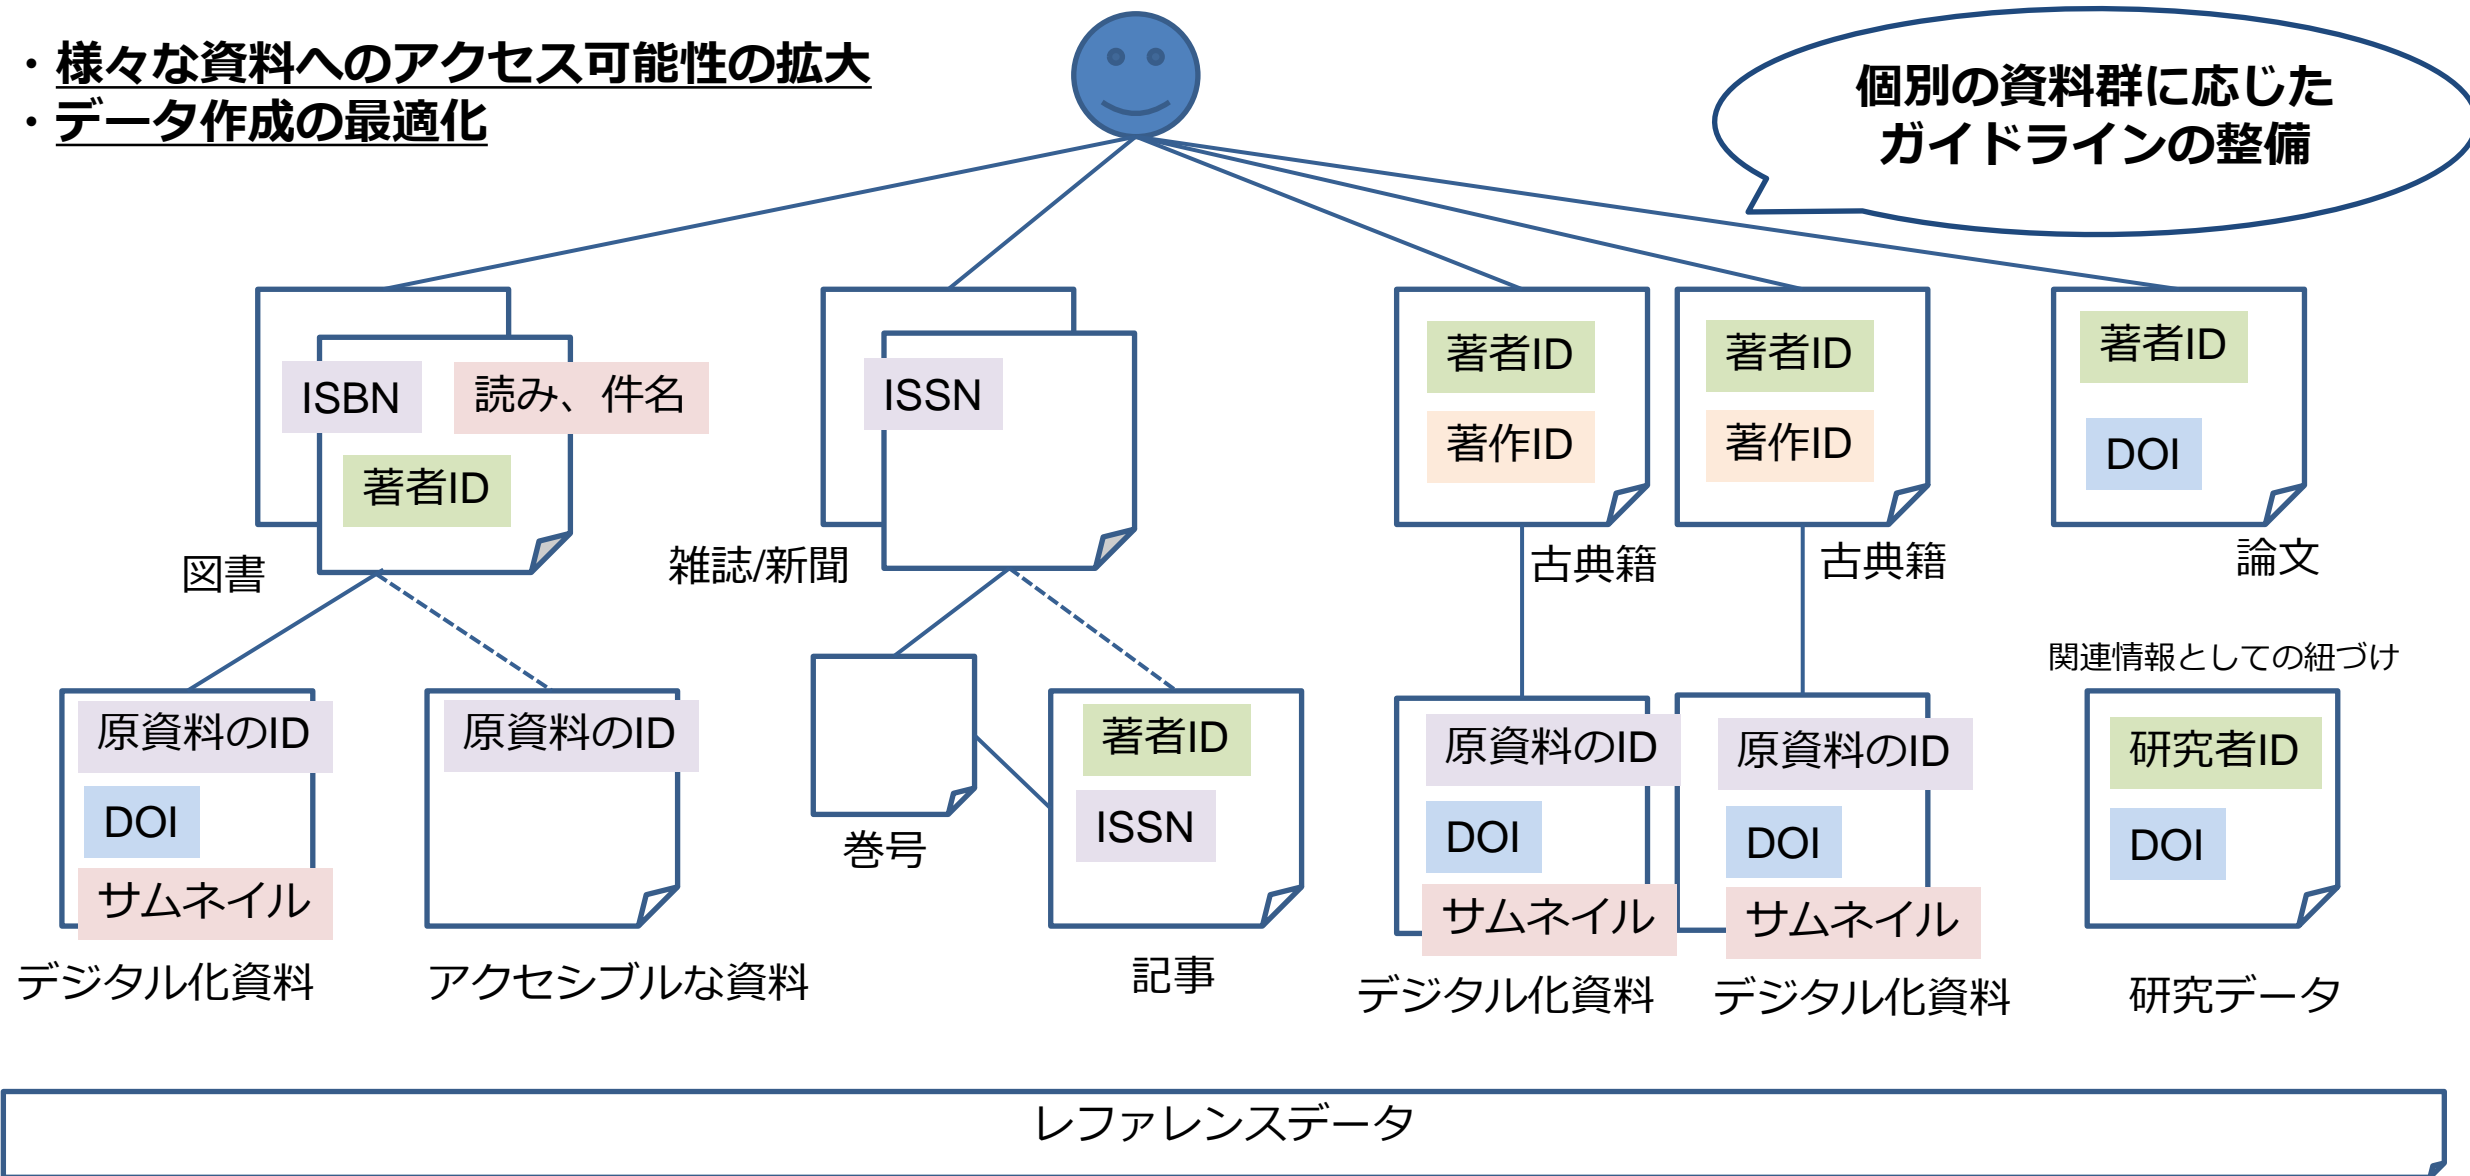 ・様々な資料へのアクセス可能性の拡大
・データ作成の最適化
個別の資料群に応じた
ガイドラインの整備
ISBN
読み、件名
著者ID
図書
ISSN
雑誌/新聞
著者ID
著作ID
古典籍
著者ID
著作ID
古典籍
著者ID
DOI
論文
関連情報としての紐づけ
原資料のID
DOI
サムネイル
デジタル化資料
原資料のID
アクセシブルな資料
巻号
著者ID
ISSN
記事
原資料のID
DOI
サムネイル
デジタル化資料
原資料のID
DOI
サムネイル
デジタル化資料
研究者ID
DOI
研究データ
レファレンスデータ